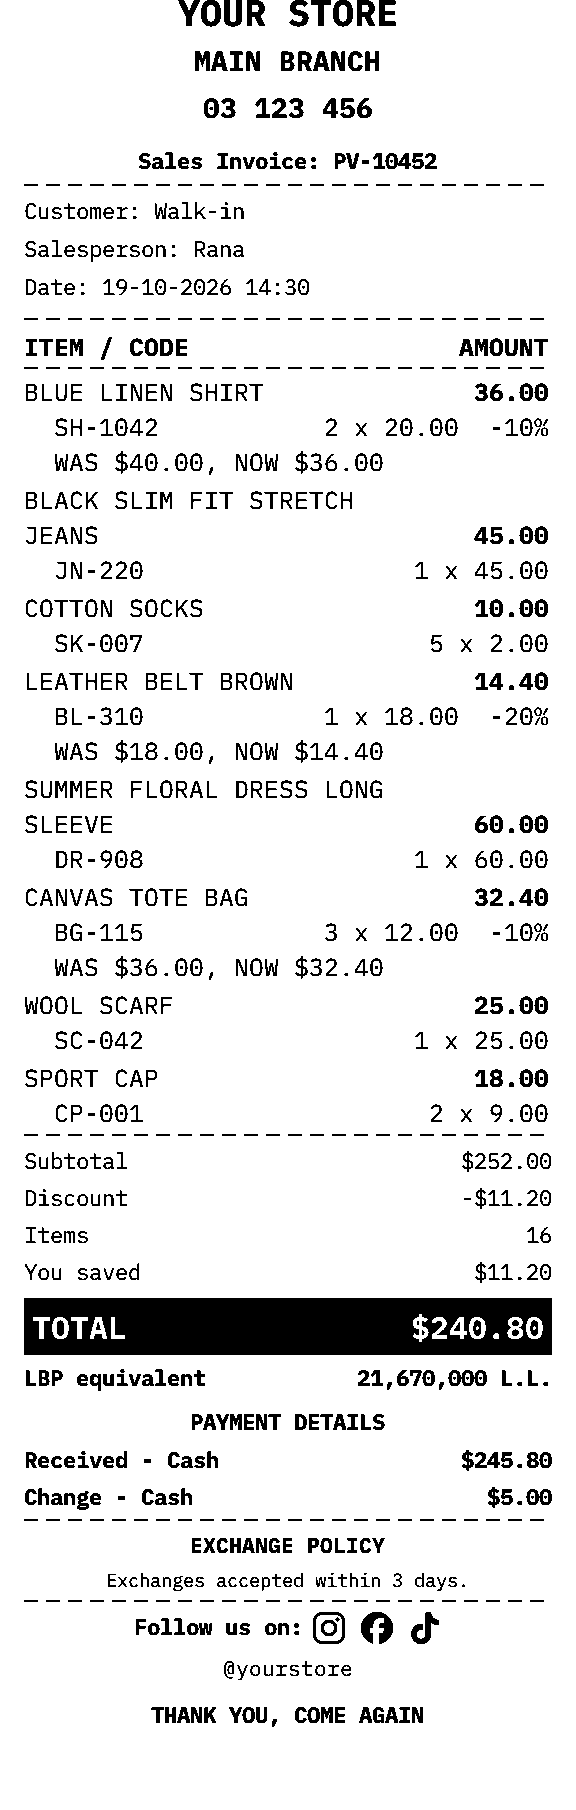 YOUR STORE
MAIN BRANCH
03 123 456
Sales Invoice: PV-10452
Customer: Walk-in
Salesperson: Rana
Date: 19-10-2026 14:30
ITEM / CODE AMOUNT
BLUE LINEN SHIRT 36.00
SH-1042 2 x 20.00 -10%
WAS $40.00, NOW $36.00
BLACK SLIM FIT STRETCH
JEANS 45.00
JN-220 1 x 45.00
COTTON SOCKS 10.00
SK-007 5 x 2.00
LEATHER BELT BROWN 14.40
BL-310 1 x 18.00 -20%
WAS $18.00, NOW $14.40
SUMMER FLORAL DRESS LONG
SLEEVE 60.00
DR-908 1 x 60.00
CANVAS TOTE BAG 32.40
BG-115 3 x 12.00 -10%
WAS $36.00, NOW $32.40
WOOL SCARF 25.00
SC-042 1 x 25.00
SPORT CAP 18.00
CP-001 2 x 9.00
Subtotal $252.00
Discount -$11.20
Items 16
You saved $11.20
TOTAL $240.80
LBP equivalent 21,670,000 L.L.
PAYMENT DETAILS
Received - Cash $245.80
Change - Cash $5.00
EXCHANGE POLICY
Exchanges accepted within 3 days.
Follow us on:
@yourstore
THANK YOU, COME AGAIN